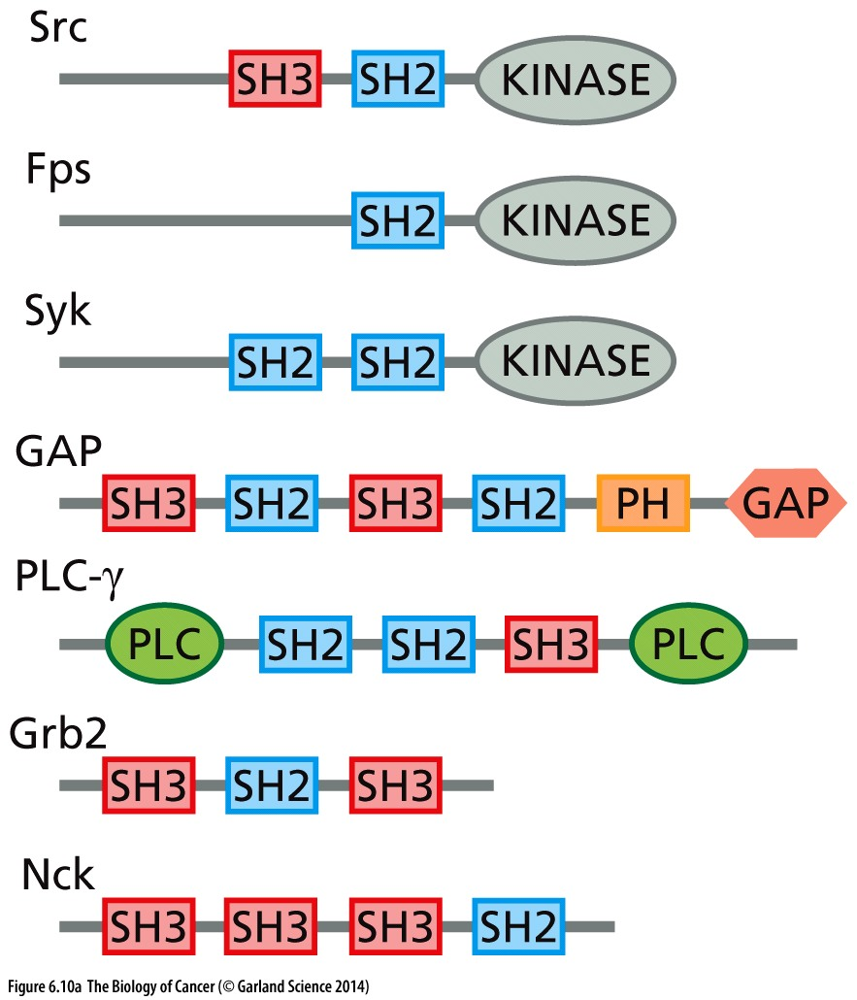 Src
SH3 SH2 KINASE
Fps
SH2 KINASE
Syk
SH2 SH2 KINASE
GAP
SH3 SH2 SH3 SH2 PH GAP
PLC-γ
PLC SH2 SH2 SH3 PLC
Grb2
SH3 SH2 SH3
Nck
SH3 SH3 SH3 SH2
Figure 6.10a The Biology of Cancer (© Garland Science 2014)